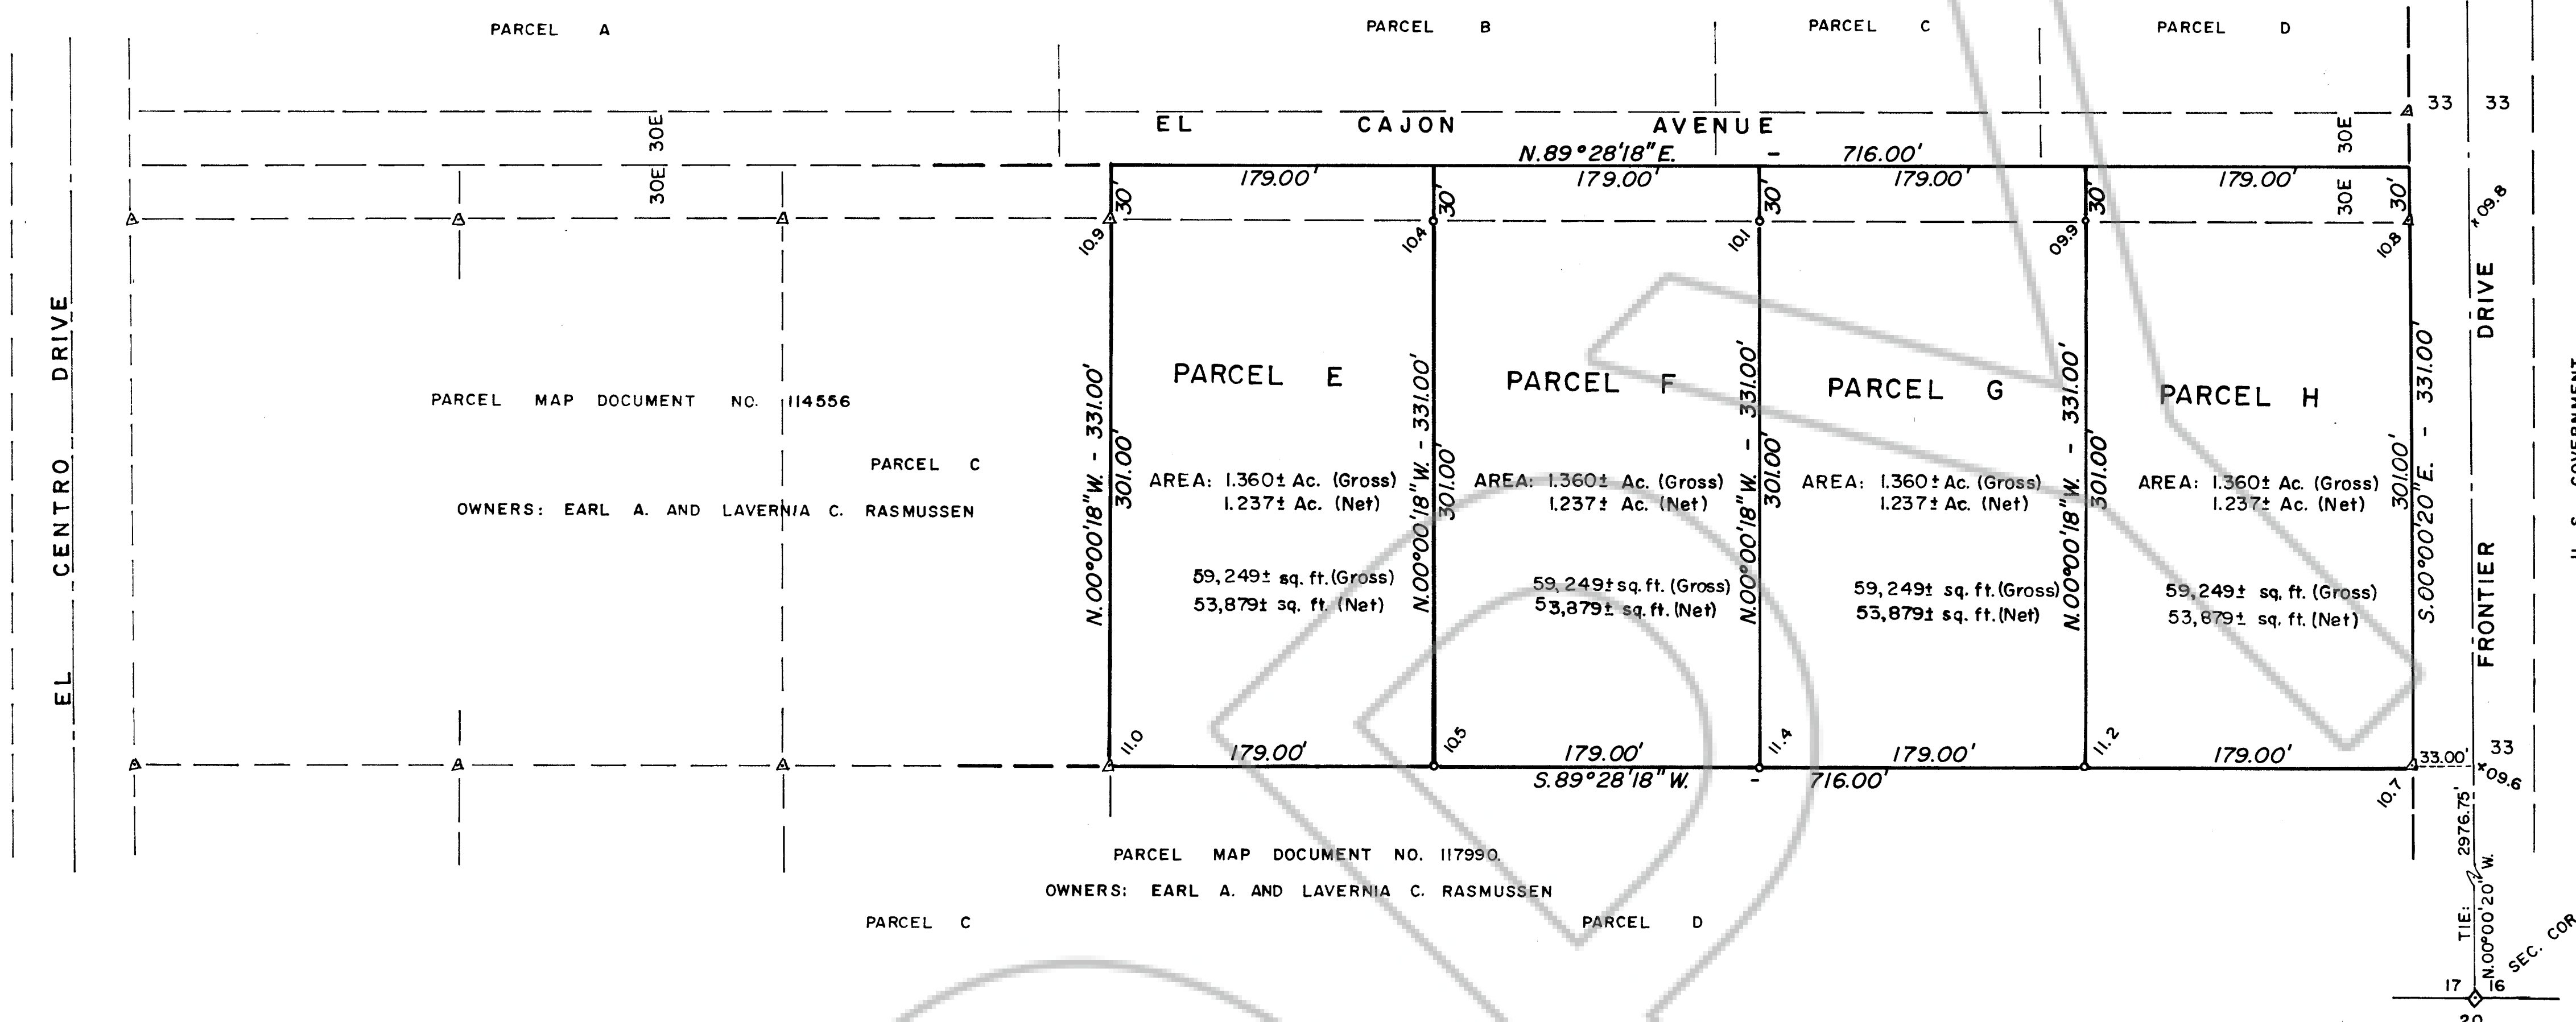 PARCEL A
PARCEL B
PARCEL C
PARCEL D
33 33
EL CAJON AVENUE
30E
30E
30E
30E
N.89°28'18"E. - 716.00'
179.00'
179.00'
179.00'
179.00'
30'
30'
30'
30'
30'
x 09.8
10.9
10.4
10.1
09.9
10.8
EL CENTRO DRIVE
FRONTIER DRIVE
U. S. GOVERNMENT
PARCEL MAP DOCUMENT NO. 114556
PARCEL C
OWNERS: EARL A. AND LAVERNIA C. RASMUSSEN
N.00°00'18"W. - 331.00'
301.00'
PARCEL E
AREA: 1.360± Ac. (Gross)
1.237± Ac. (Net)
59,249± sq. ft. (Gross)
53,879± sq. ft. (Net)
N.00°00'18"W. - 331.00'
301.00'
PARCEL F
AREA: 1.360± Ac. (Gross)
1.237± Ac. (Net)
59,249± sq. ft. (Gross)
53,879± sq. ft. (Net)
N.00°00'18"W. - 331.00'
301.00'
PARCEL G
AREA: 1.360± Ac. (Gross)
1.237± Ac. (Net)
59,249± sq. ft. (Gross)
53,879± sq. ft. (Net)
N.00°00'18"W. - 331.00'
301.00'
PARCEL H
AREA: 1.360± Ac. (Gross)
1.237± Ac. (Net)
59,249± sq. ft. (Gross)
53,879± sq. ft. (Net)
301.00'
S.00°00'20"E. - 331.00'
11.0
10.5
11.4
11.2
10.7
179.00'
179.00'
179.00'
179.00'
33.00'
33
x 09.6
S.89°28'18"W. - 716.00'
PARCEL MAP DOCUMENT NO. 117990.
OWNERS: EARL A. AND LAVERNIA C. RASMUSSEN
PARCEL C
PARCEL D
TIE: 2976.75'
N.00°00'20"W.
SEC. COR
17 16
20